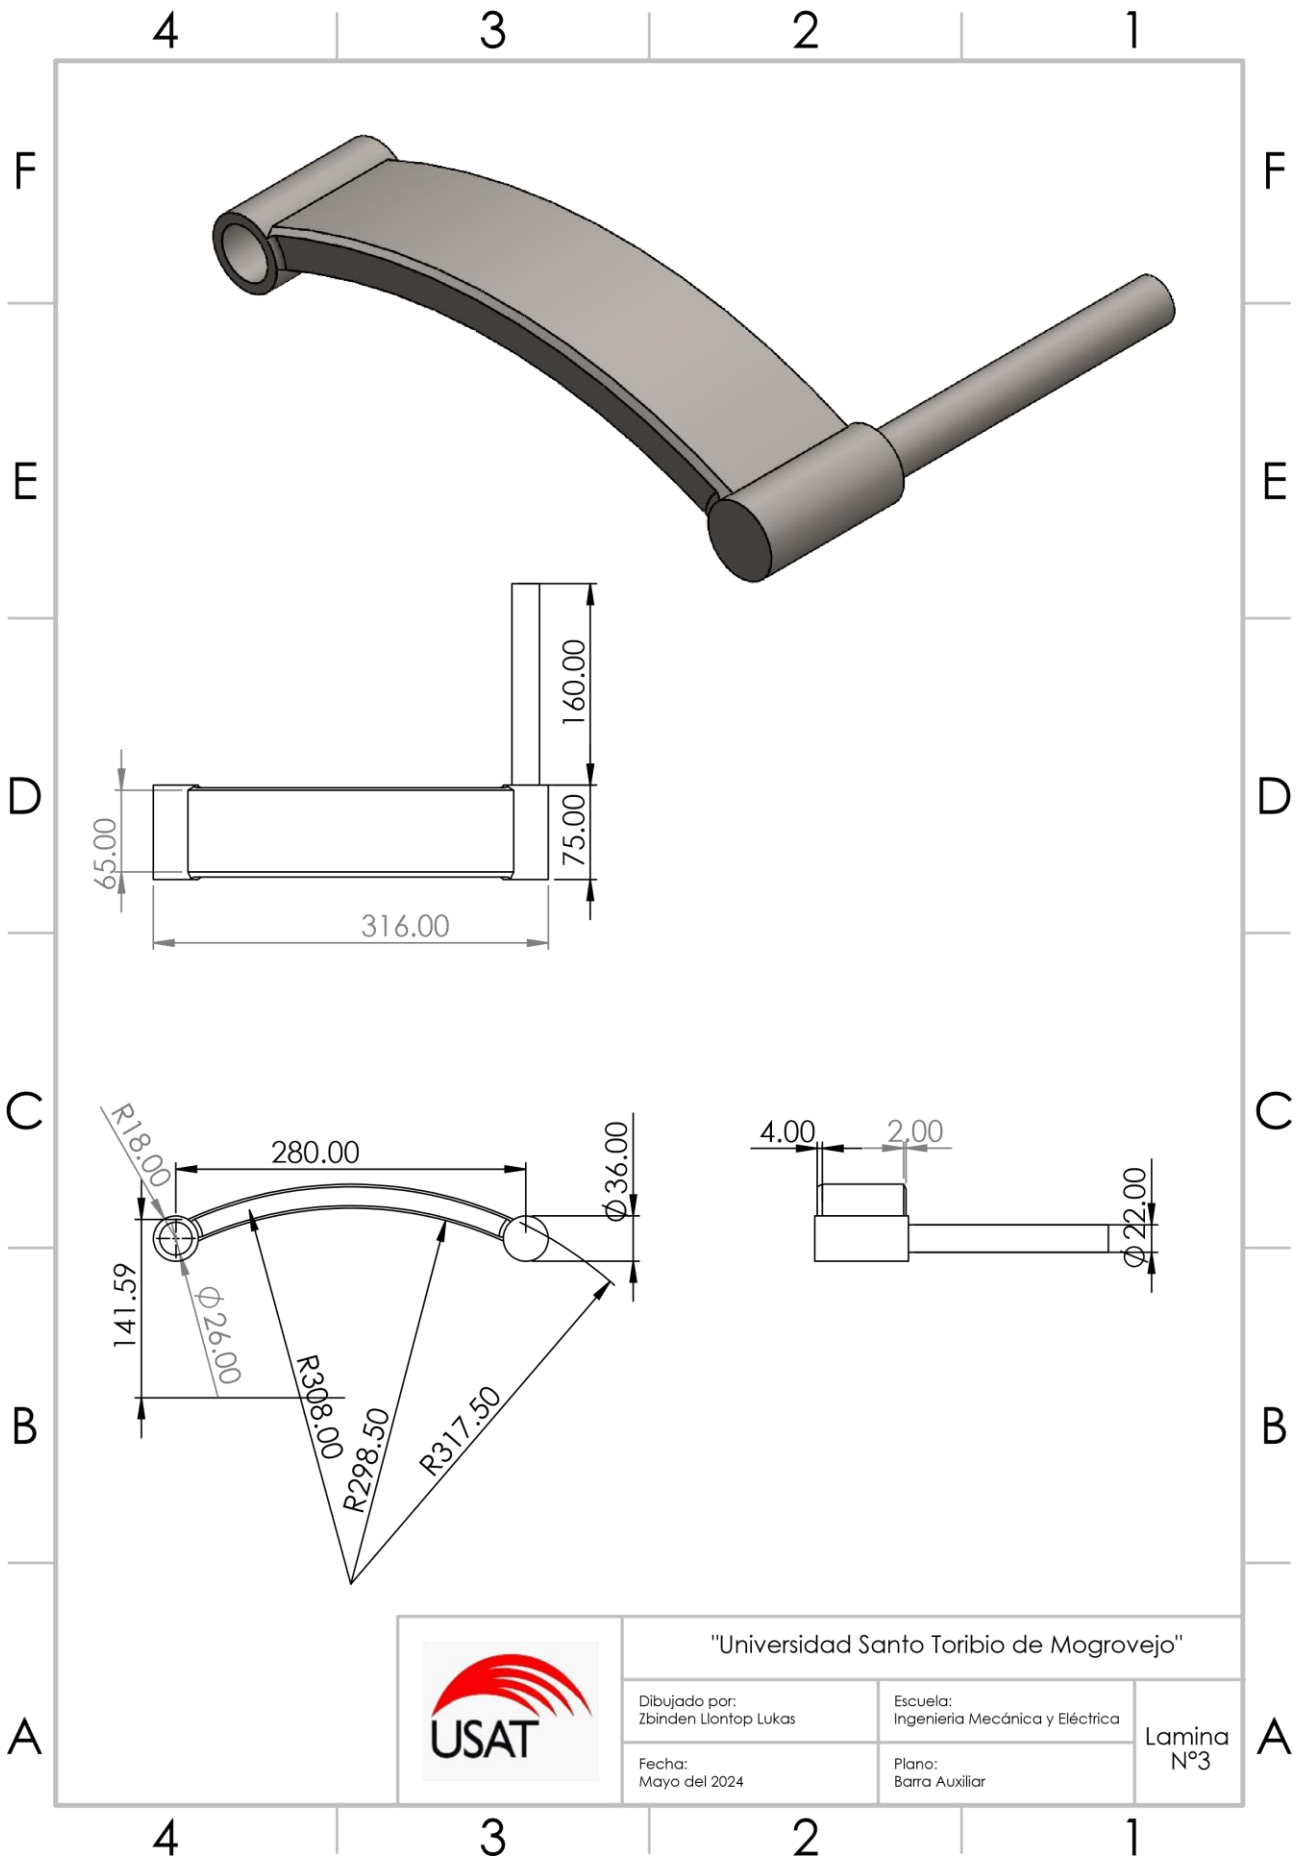 4 3 2 1
F F
E E
160.00
D D
65.00
75.00
316.00
C C
R18.00
280.00
Ø36.00
4.00 2.00
Ø22.00
141.59
Ø26.00
R308.00
R298.50
R317.50
B B
"Universidad Santo Toribio de Mogrovejo"
USAT
Dibujado por:
Zbinden Llontop Lukas
Escuela:
Ingenieria Mecánica y Eléctrica
Fecha:
Mayo del 2024
Plano:
Barra Auxiliar
Lamina
N°3
A A
4 3 2 1